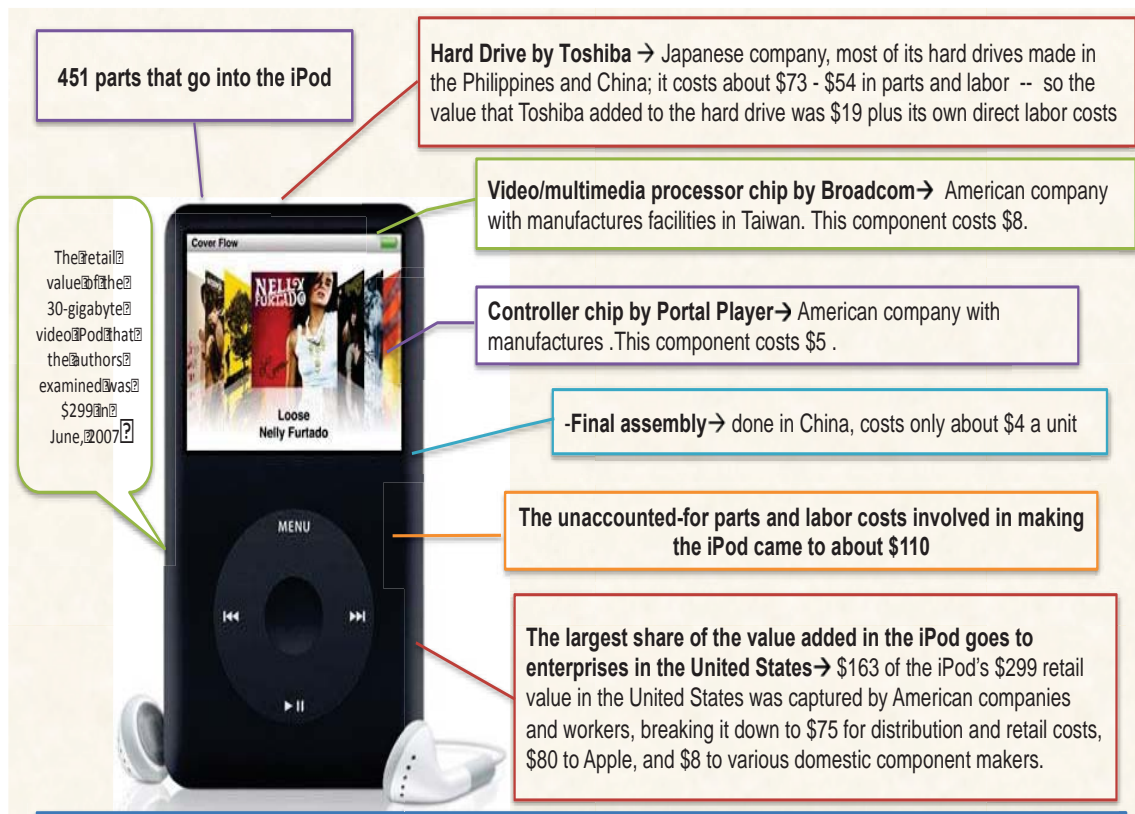 451 parts that go into the iPod
Hard Drive by Toshiba → Japanese company, most of its hard drives made in
the Philippines and China; it costs about $73 - $54 in parts and labor -- so the
value that Toshiba added to the hard drive was $19 plus its own direct labor costs
Video/multimedia processor chip by Broadcom→ American company
with manufactures facilities in Taiwan. This component costs $8.
The retail
value of the
30-gigabyte
video iPod that
the authors
examined was
$299 in
June, 2007
Controller chip by Portal Player→ American company with
manufactures .This component costs $5 .
-Final assembly→ done in China, costs only about $4 a unit
The unaccounted-for parts and labor costs involved in making
the iPod came to about $110
The largest share of the value added in the iPod goes to
enterprises in the United States→ $163 of the iPod's $299 retail
value in the United States was captured by American companies
and workers, breaking it down to $75 for distribution and retail costs,
$80 to Apple, and $8 to various domestic component makers.
Cover Flow
NELLY
FURTADO
Loose
Loose
Nelly Furtado
MENU